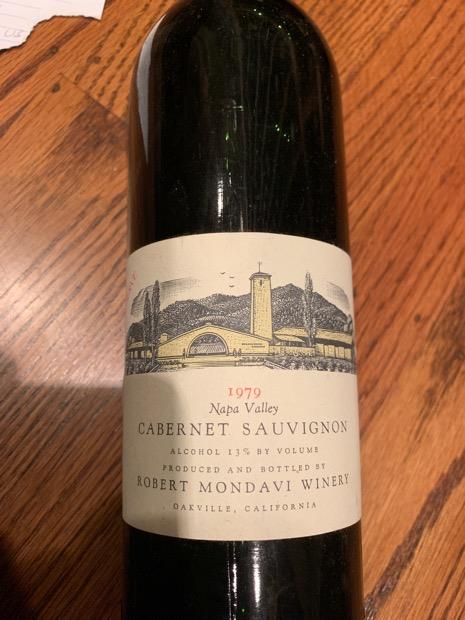 1979
Napa Valley
CABERNET SAUVIGNON
ALCOHOL 13% BY VOLUME
PRODUCED AND BOTTLED BY
ROBERT MONDAVI WINERY
OAKVILLE, CALIFORNIA